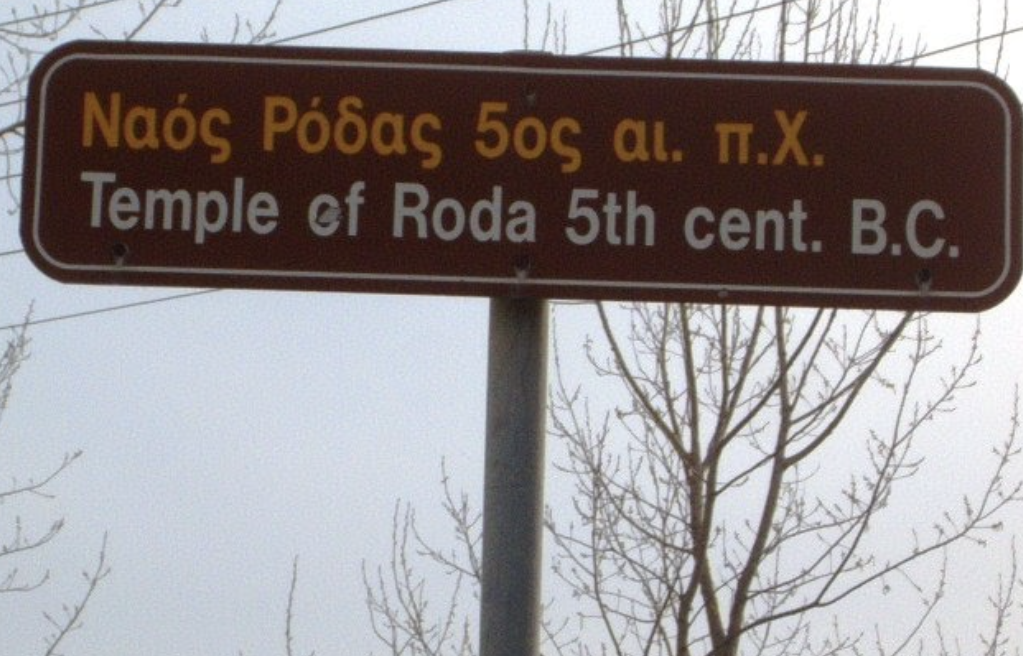 Ναός Ρόδας 5ος αι. π.Χ.
Temple of Roda 5th cent. B.C.